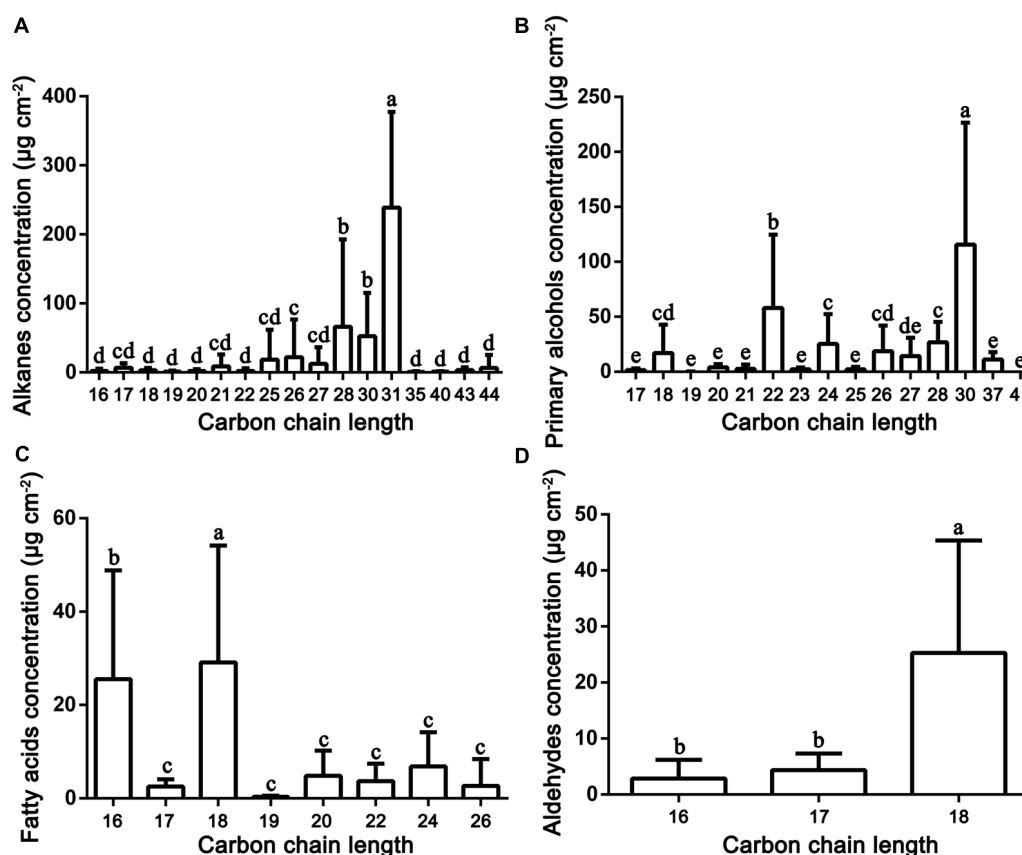 A
Alkanes concentration (µg cm⁻²)
400
300
200
100
0
d cd d d d cd d cd c cd b b a d d d d
16 17 18 19 20 21 22 25 26 27 28 30 31 35 40 43 44
Carbon chain length
B
Primary alcohols concentration (µg cm⁻²)
250
200
150
100
50
0
e cd e e e b e c e cd de c a e e
17 18 19 20 21 22 23 24 25 26 27 28 30 37 4
Carbon chain length
C
Fatty acids concentration (µg cm⁻²)
60
40
20
0
b c a c c c c c
16 17 18 19 20 22 24 26
Carbon chain length
D
Aldehydes concentration (µg cm⁻²)
50
40
30
20
10
0
b b a
16 17 18
Carbon chain length